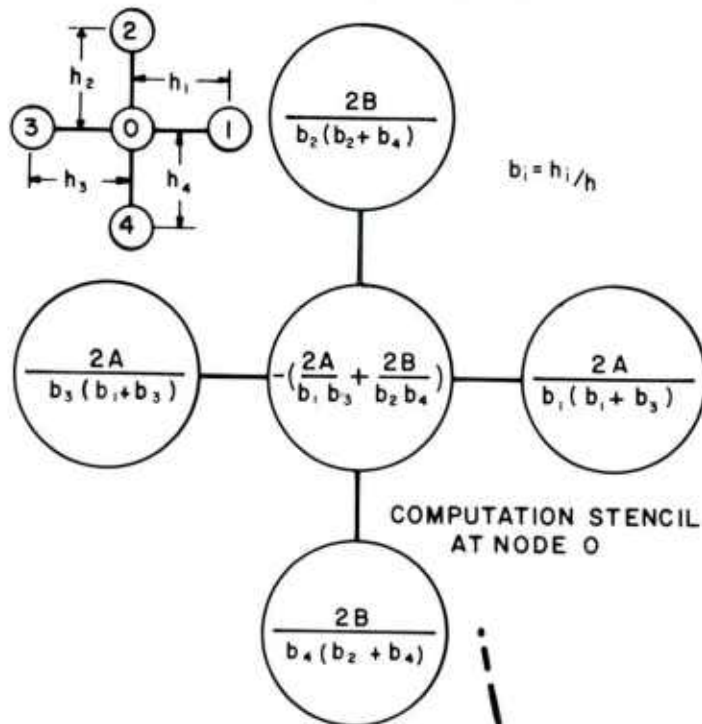 2
h₂
h₁
3
0
1
h₃
h₄
4
2B
b₂(b₂+b₄)
bᵢ=hᵢ/h
2A
b₃(b₁+b₃)
-(2A/b₁b₃+2B/b₂b₄)
2A
b₁(b₁+b₃)
COMPUTATION STENCIL
AT NODE 0
2B
b₄(b₂+b₄)